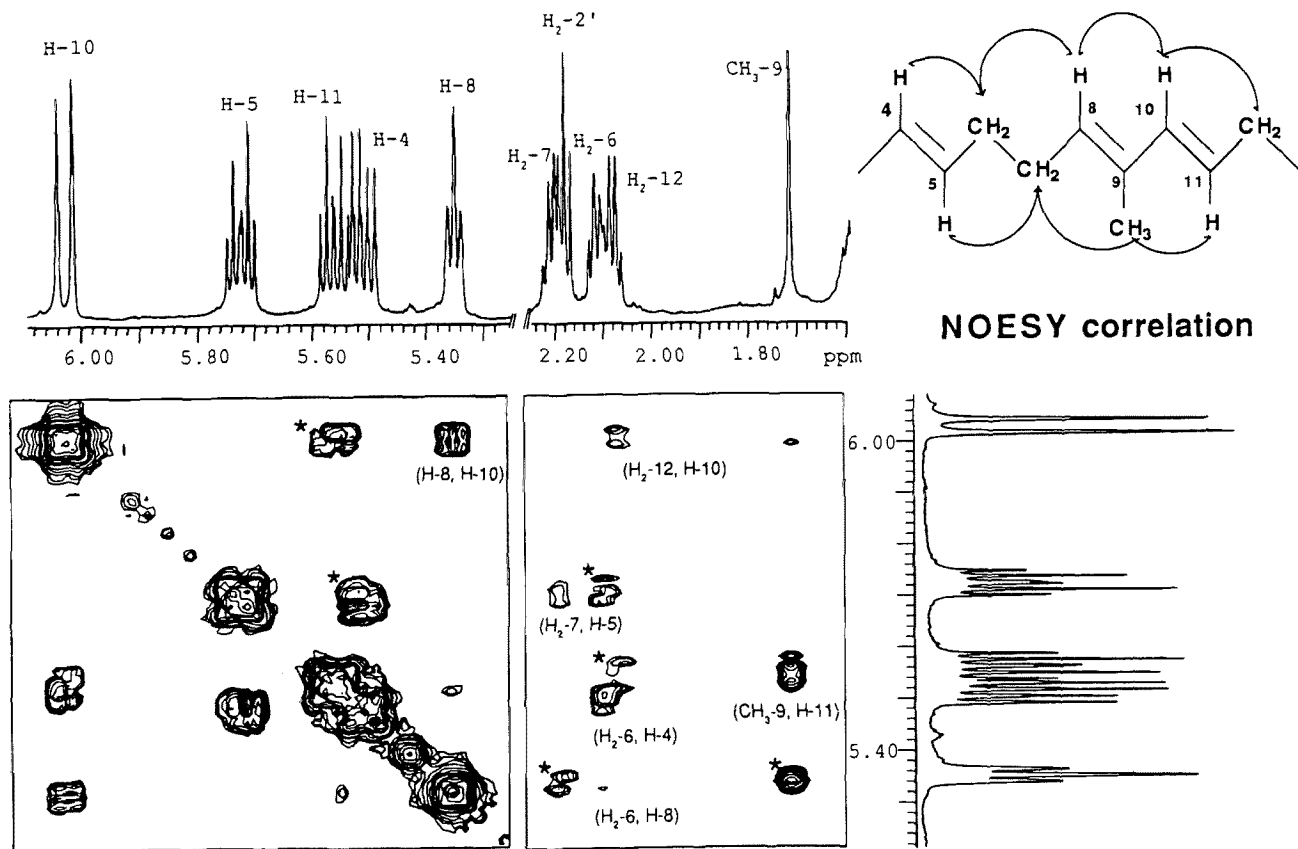 H-10
H-5
H-11
H-4
H-8
H₂-2'
H₂-7
H₂-6
H₂-12
CH₃-9
6.00 5.80 5.60 5.40 2.20 2.00 1.80 ppm
H H H
4 8 10
CH₂ CH₂
CH₂
5 9 11
H CH₃ H
NOESY correlation
*
(H-8, H-10)
*
(H₂-12, H-10)
*
(H₂-7, H-5)
*
(H₂-6, H-4)
(CH₃-9, H-11)
*
*
(H₂-6, H-8)
6.00
5.40